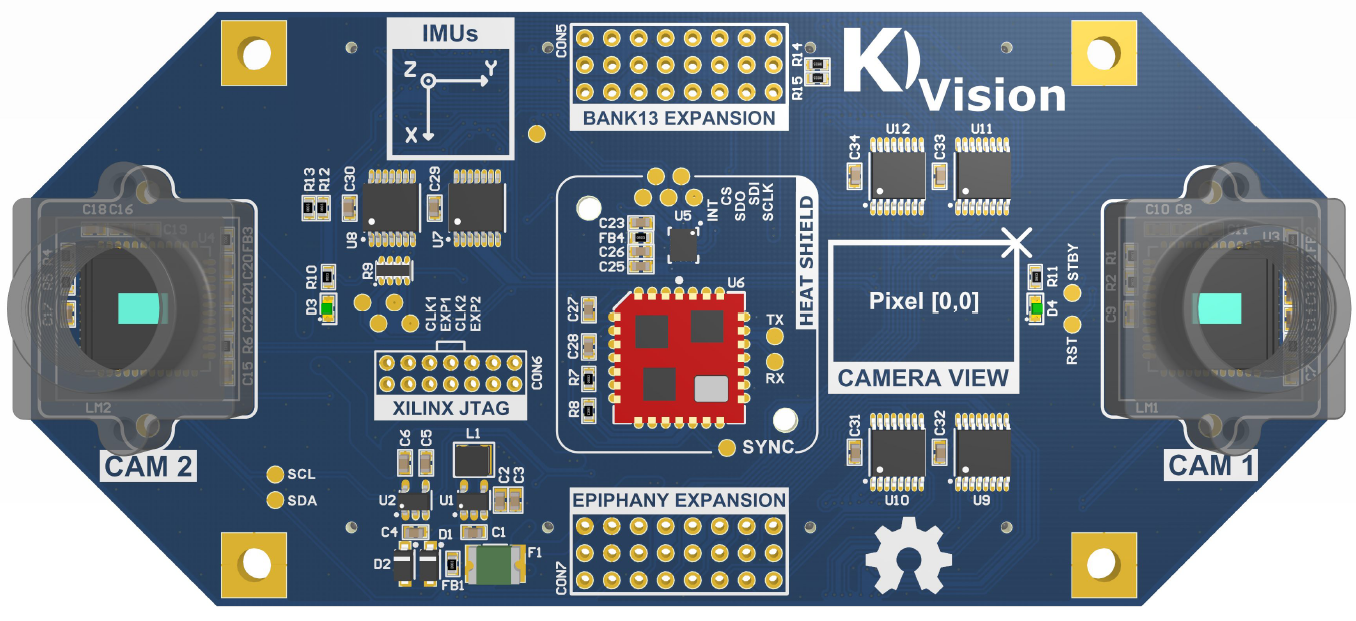 IMUs
Z
Y
X
CON5
BANK13 EXPANSION
R14
R15
K)
Vision
U12
U11
C34
C33
R13
R12
C30
C29
U8
U7
R9
R10
D3
CLK1
EXP1
CLK2
EXP2
CON6
XILINX JTAG
INT
CS
SDO
SDI
SCLK
U5
C23
FB4
C26
C25
HEAT SHIELD
U6
C27
C28
R7
R8
TX
RX
SYNC
Pixel [0,0]
CAMERA VIEW
R11
D4
STBY
RST
C18 C16
C19
U4
FB3
C20
C21
C22
R6
C15
R4
R5
C17
LM2
CAM 2
C10 C8
C11
U3
R1
R2
C9
C12
C13
C14
R3
C7
LM1
CAM 1
SCL
SDA
C6
C5
L1
C2
C3
U2
U1
C4
D1
C1
D2
FB1
F1
EPIPHANY EXPANSION
CON7
C31
C32
U10
U9